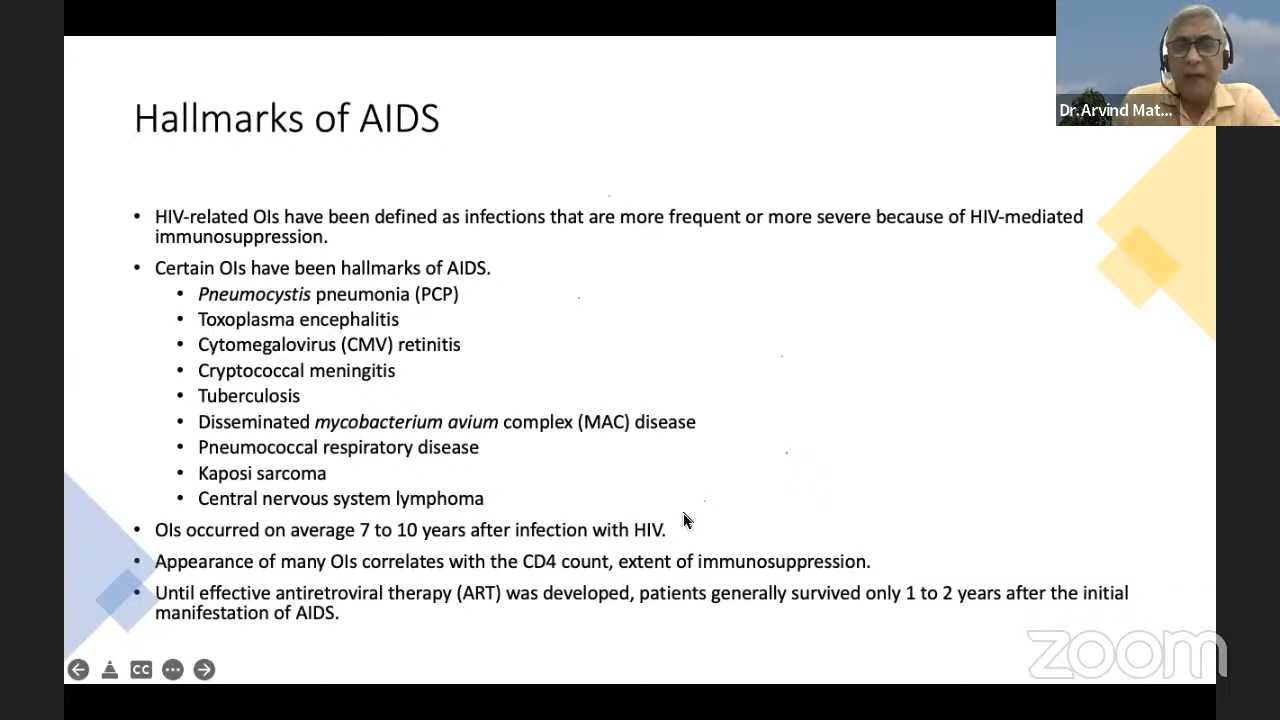 Dr.Arvind Mat...
Hallmarks of AIDS
• HIV-related OIs have been defined as infections that are more frequent or more severe because of HIV-mediated
immunosuppression.
• Certain OIs have been hallmarks of AIDS.
• Pneumocystis pneumonia (PCP)
• Toxoplasma encephalitis
• Cytomegalovirus (CMV) retinitis
• Cryptococcal meningitis
• Tuberculosis
• Disseminated mycobacterium avium complex (MAC) disease
• Pneumococcal respiratory disease
• Kaposi sarcoma
• Central nervous system lymphoma
• OIs occurred on average 7 to 10 years after infection with HIV.
• Appearance of many OIs correlates with the CD4 count, extent of immunosuppression.
• Until effective antiretroviral therapy (ART) was developed, patients generally survived only 1 to 2 years after the initial
manifestation of AIDS.
CC
zoom